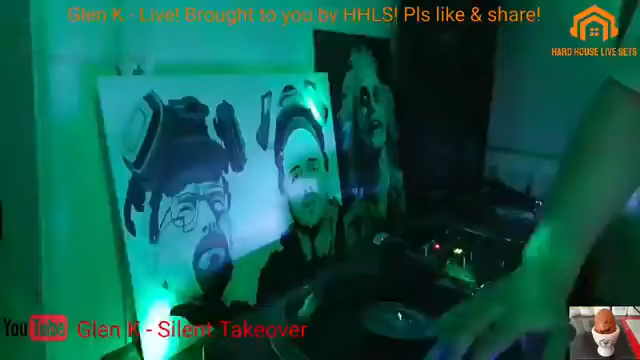 Glen K - Live! Brought to you by HHLS! Pls like & share!
HARD HOUSE LIVE SETS
YouTube Glen K - Silent Takeover